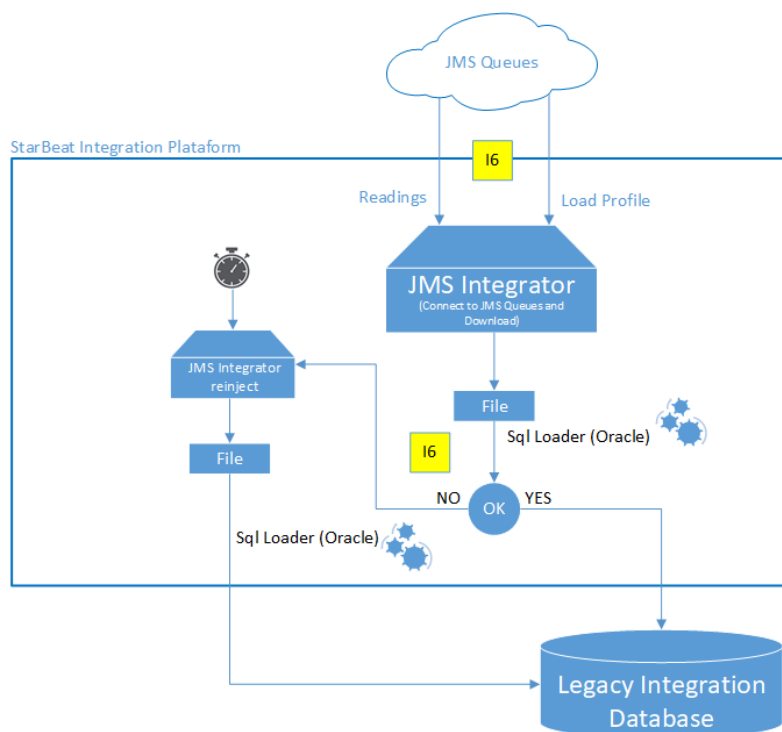 JMS Queues
StarBeat Integration Plataform
I6
Readings
Load Profile
JMS Integrator
(Connect to JMS Queues and
Download)
JMS Integrator
reinject
File
Sql Loader (Oracle)
I6
File
NO
OK
YES
Sql Loader (Oracle)
Legacy Integration
Database